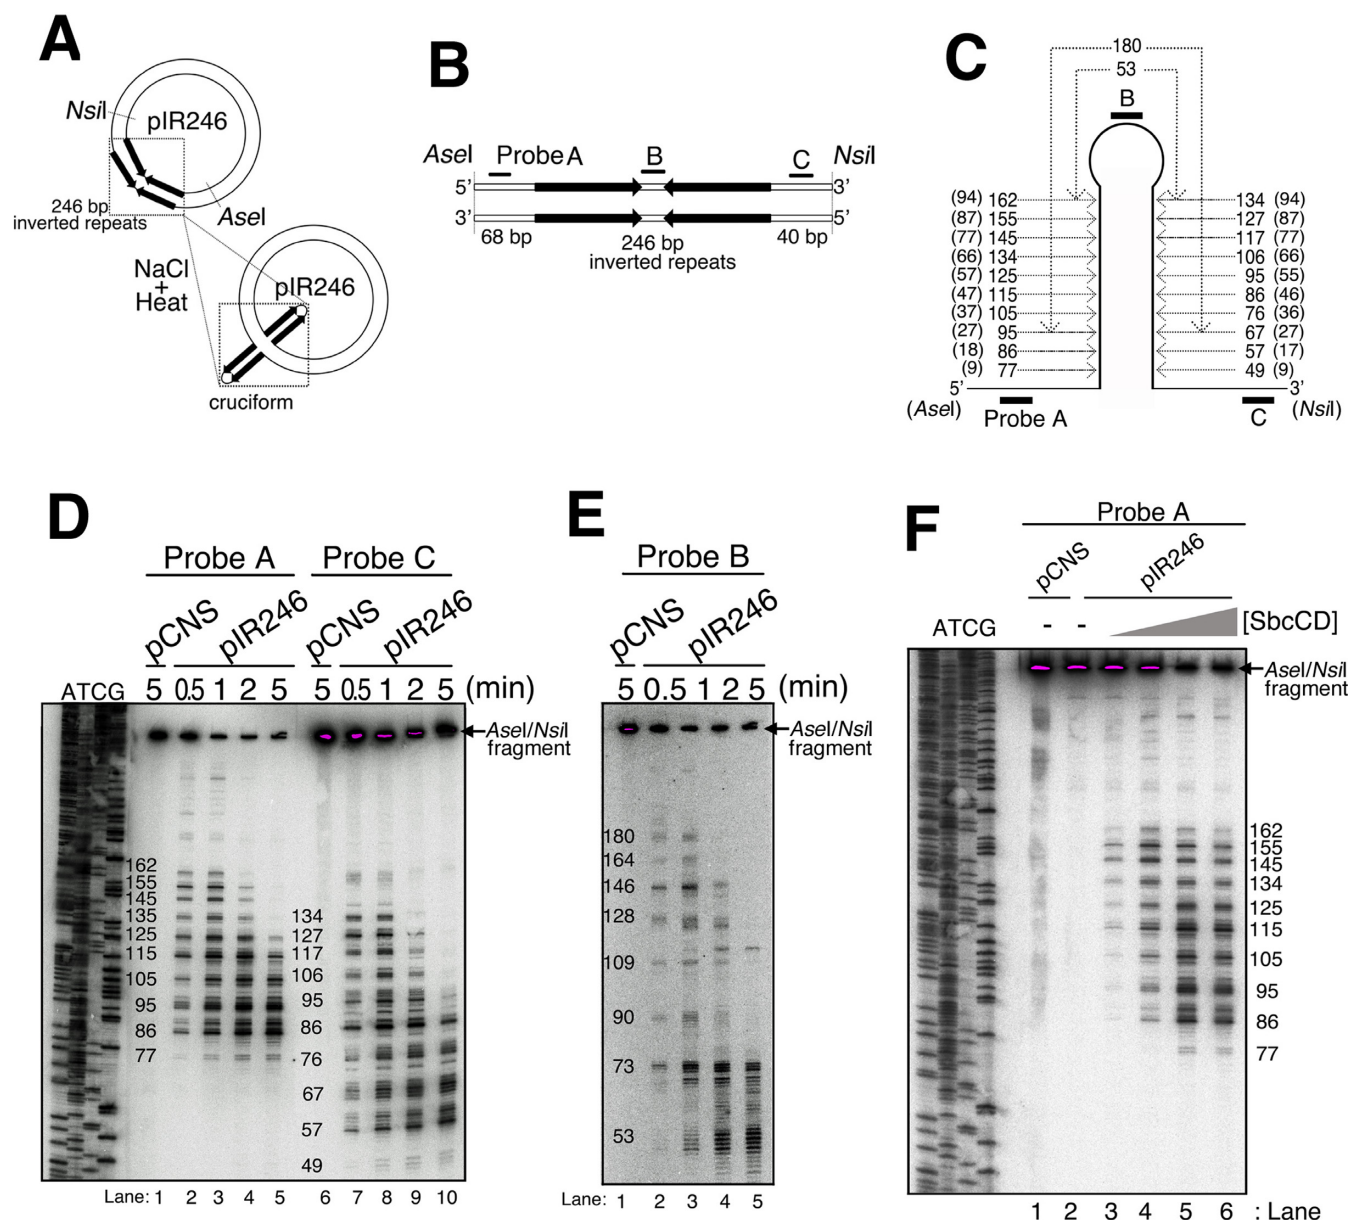 A
NsiI
pIR246
246 bp
inverted repeats
AseI
NaCl
+
Heat
pIR246
cruciform
B
AseI
Probe A
B
C
NsiI
5’
3’
3’
5’
68 bp
246 bp
inverted repeats
40 bp
C
180
53
B
(94) 162
134 (94)
(87) 155
127 (87)
(77) 145
117 (77)
(66) 134
106 (66)
(57) 125
95 (55)
(47) 115
86 (46)
(37) 105
76 (36)
(27) 95
67 (27)
(18) 86
57 (17)
(9) 77
49 (9)
5’
3’
(AseI)
Probe A
C
(NsiI)
D
Probe A
Probe C
pCNS
pIR246
pCNS
pIR246
ATCG
5 0.5 1 2 5
5 0.5 1 2 5 (min)
AseI/NsiI
fragment
162
155
145
135
125
115
105
95
86
77
134
127
117
106
95
86
76
67
57
49
Lane: 1 2 3 4 5 6 7 8 9 10
E
Probe B
pCNS
pIR246
5 0.5 1 2 5 (min)
AseI/NsiI
fragment
180
164
146
128
109
90
73
53
Lane: 1 2 3 4 5
F
Probe A
pCNS
pIR246
ATCG
- -
[SbcCD]
AseI/NsiI
fragment
162
155
145
134
125
115
105
95
86
77
1 2 3 4 5 6 : Lane